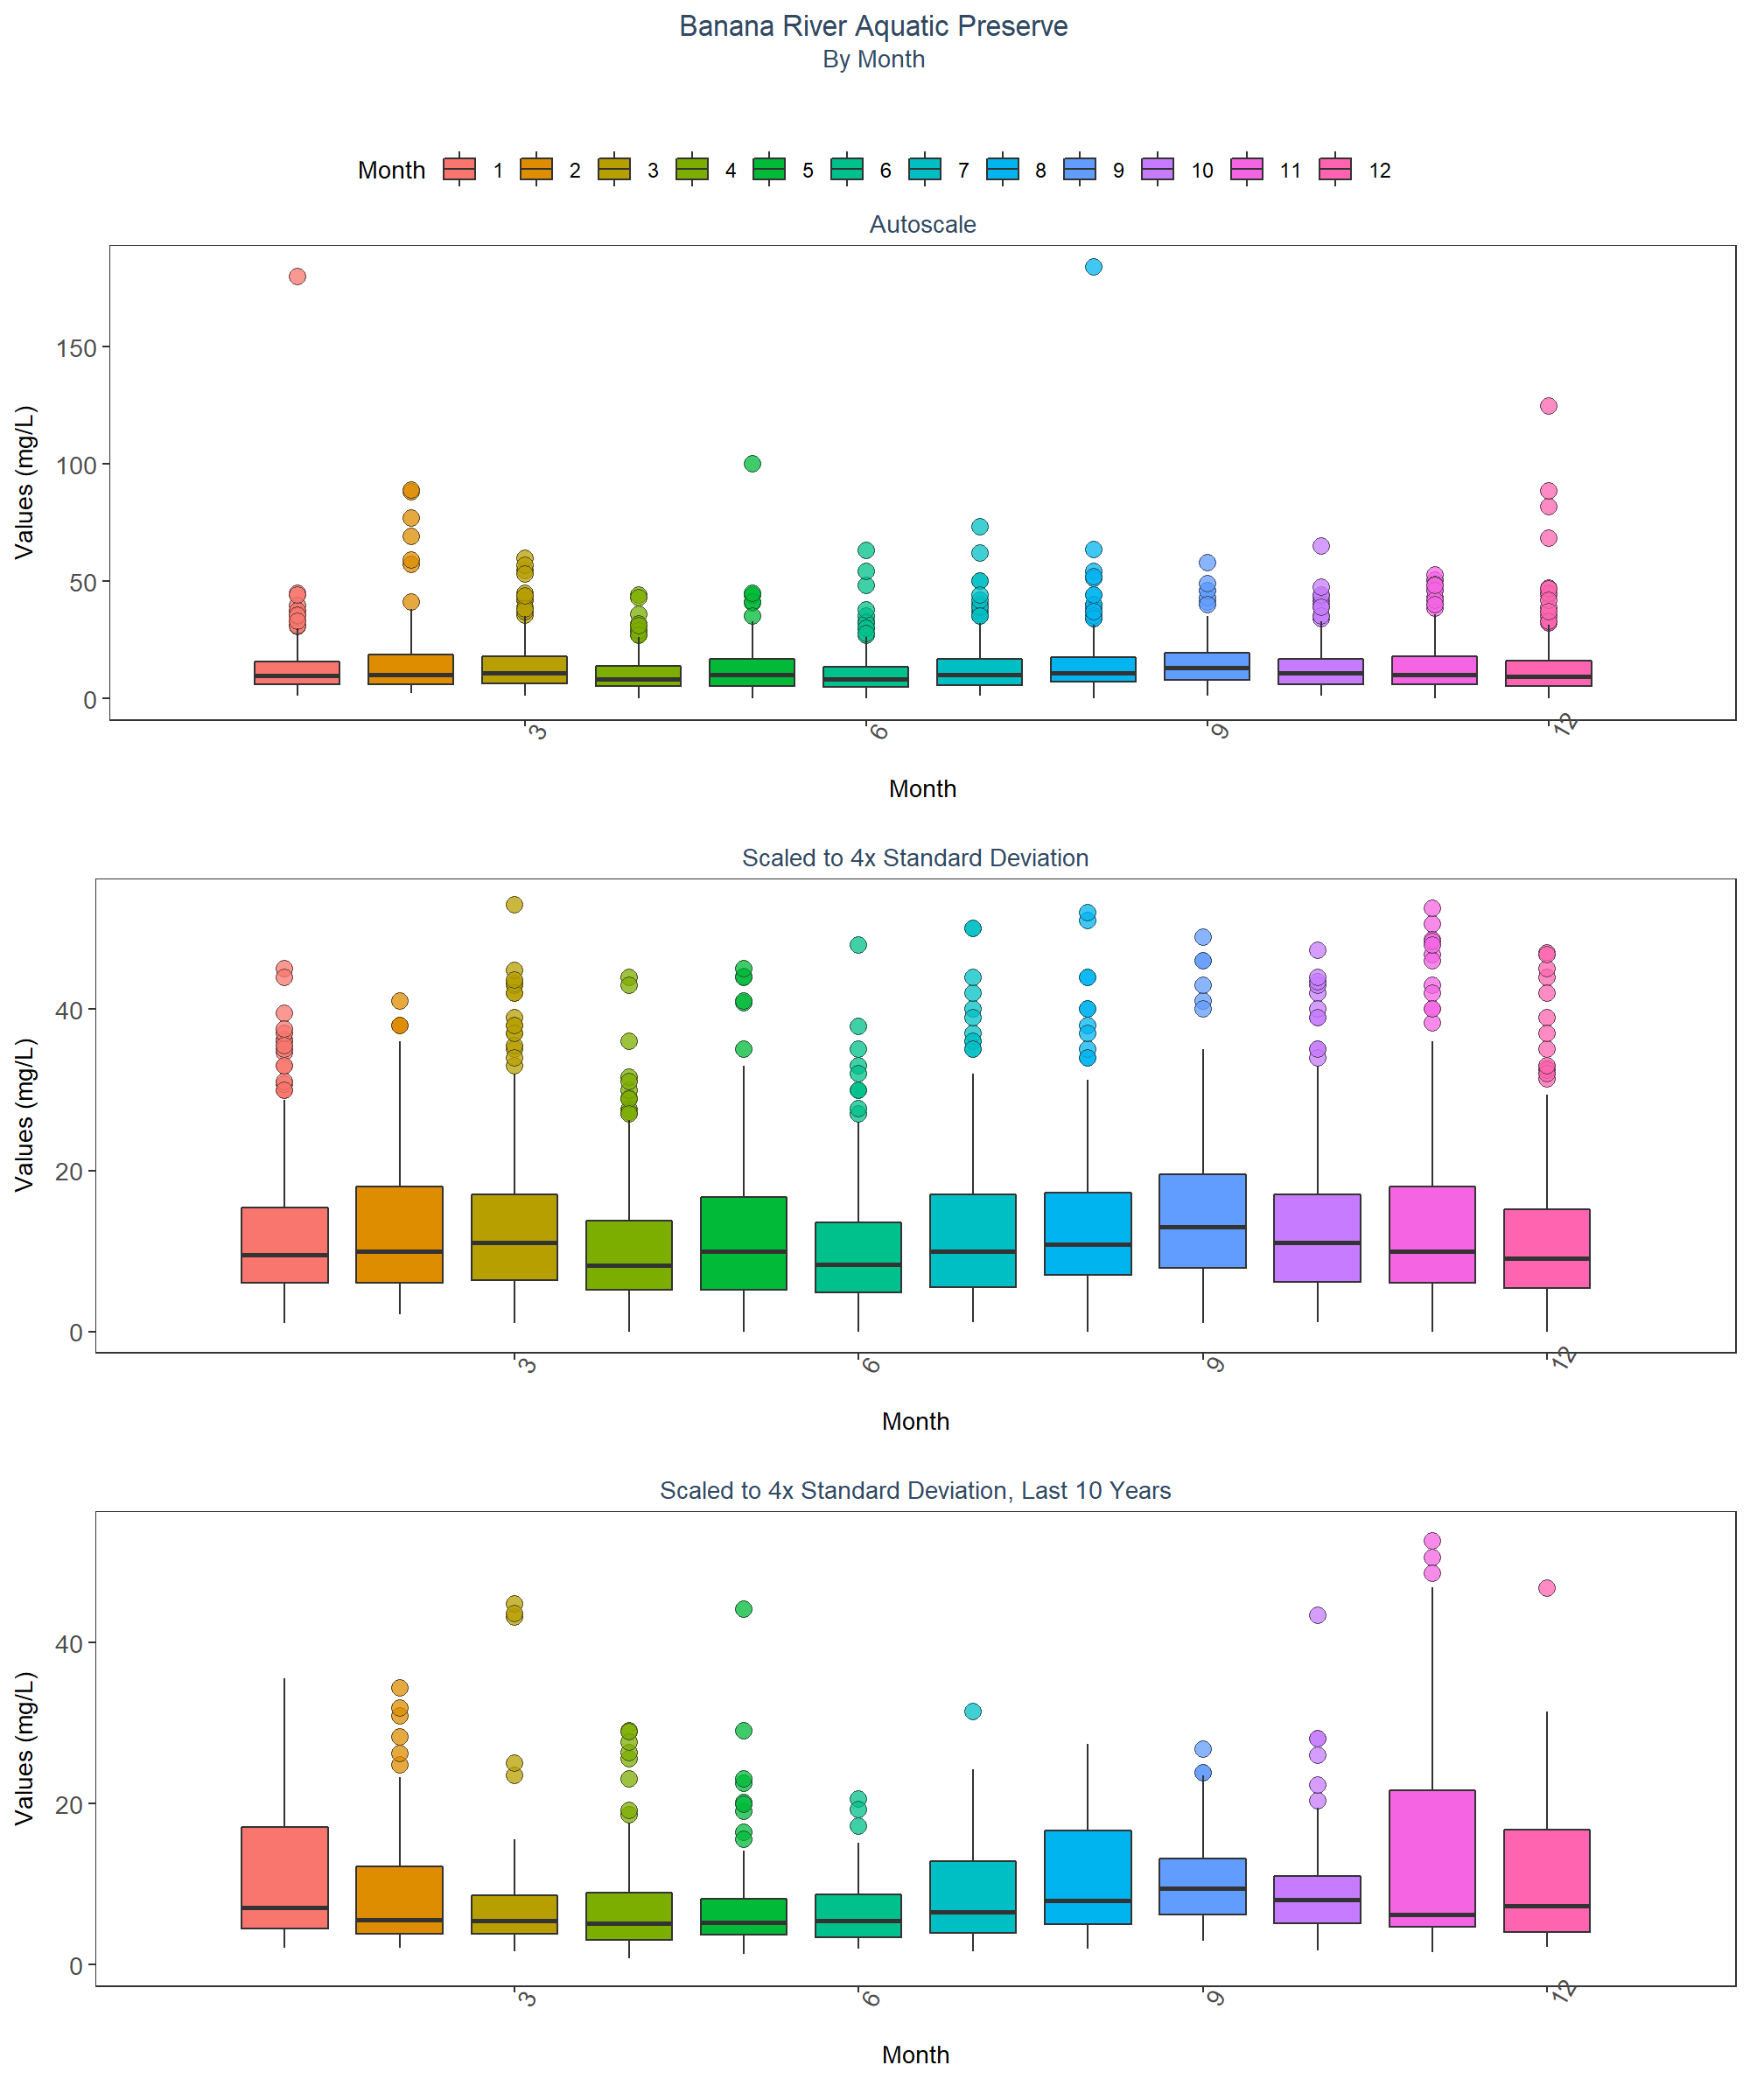 Banana River Aquatic Preserve
By Month
Month 1 2 3 4 5 6 7 8 9 10 11 12
Autoscale
Values (mg/L)
150
100
50
0
3 6 9 12
Month
Scaled to 4x Standard Deviation
Values (mg/L)
40
20
0
3 6 9 12
Month
Scaled to 4x Standard Deviation, Last 10 Years
Values (mg/L)
40
20
0
3 6 9 12
Month